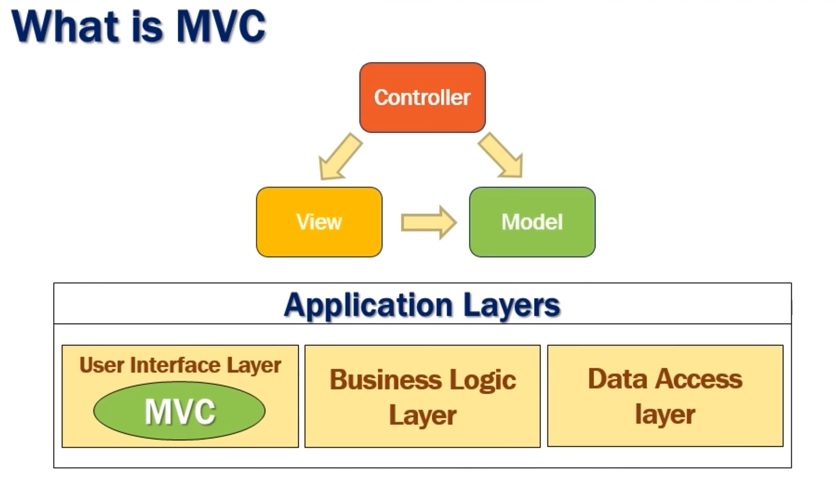 What is MVC
Controller
View
Model
Application Layers
User Interface Layer
MVC
Business Logic
Layer
Data Access
layer